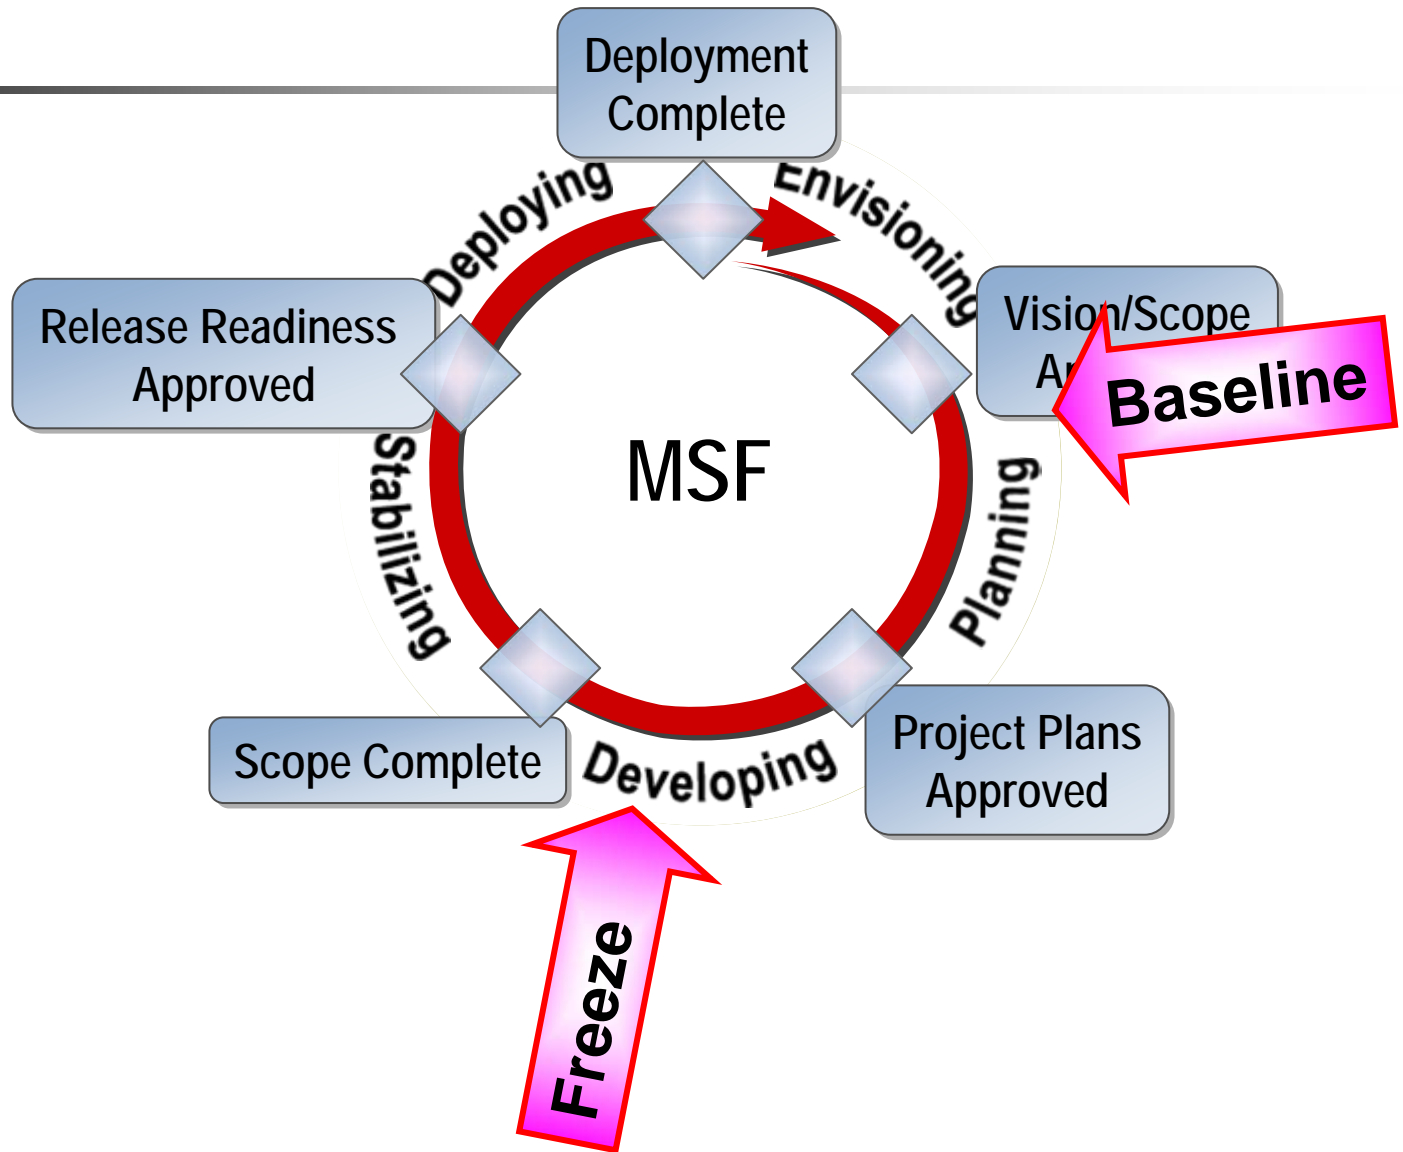 Deployment
Complete
Deploying
Envisioning
Release Readiness
Approved
Vision/Scope
Baseline
MSF
Stabilizing
Planning
Scope Complete
Developing
Project Plans
Approved
Freeze